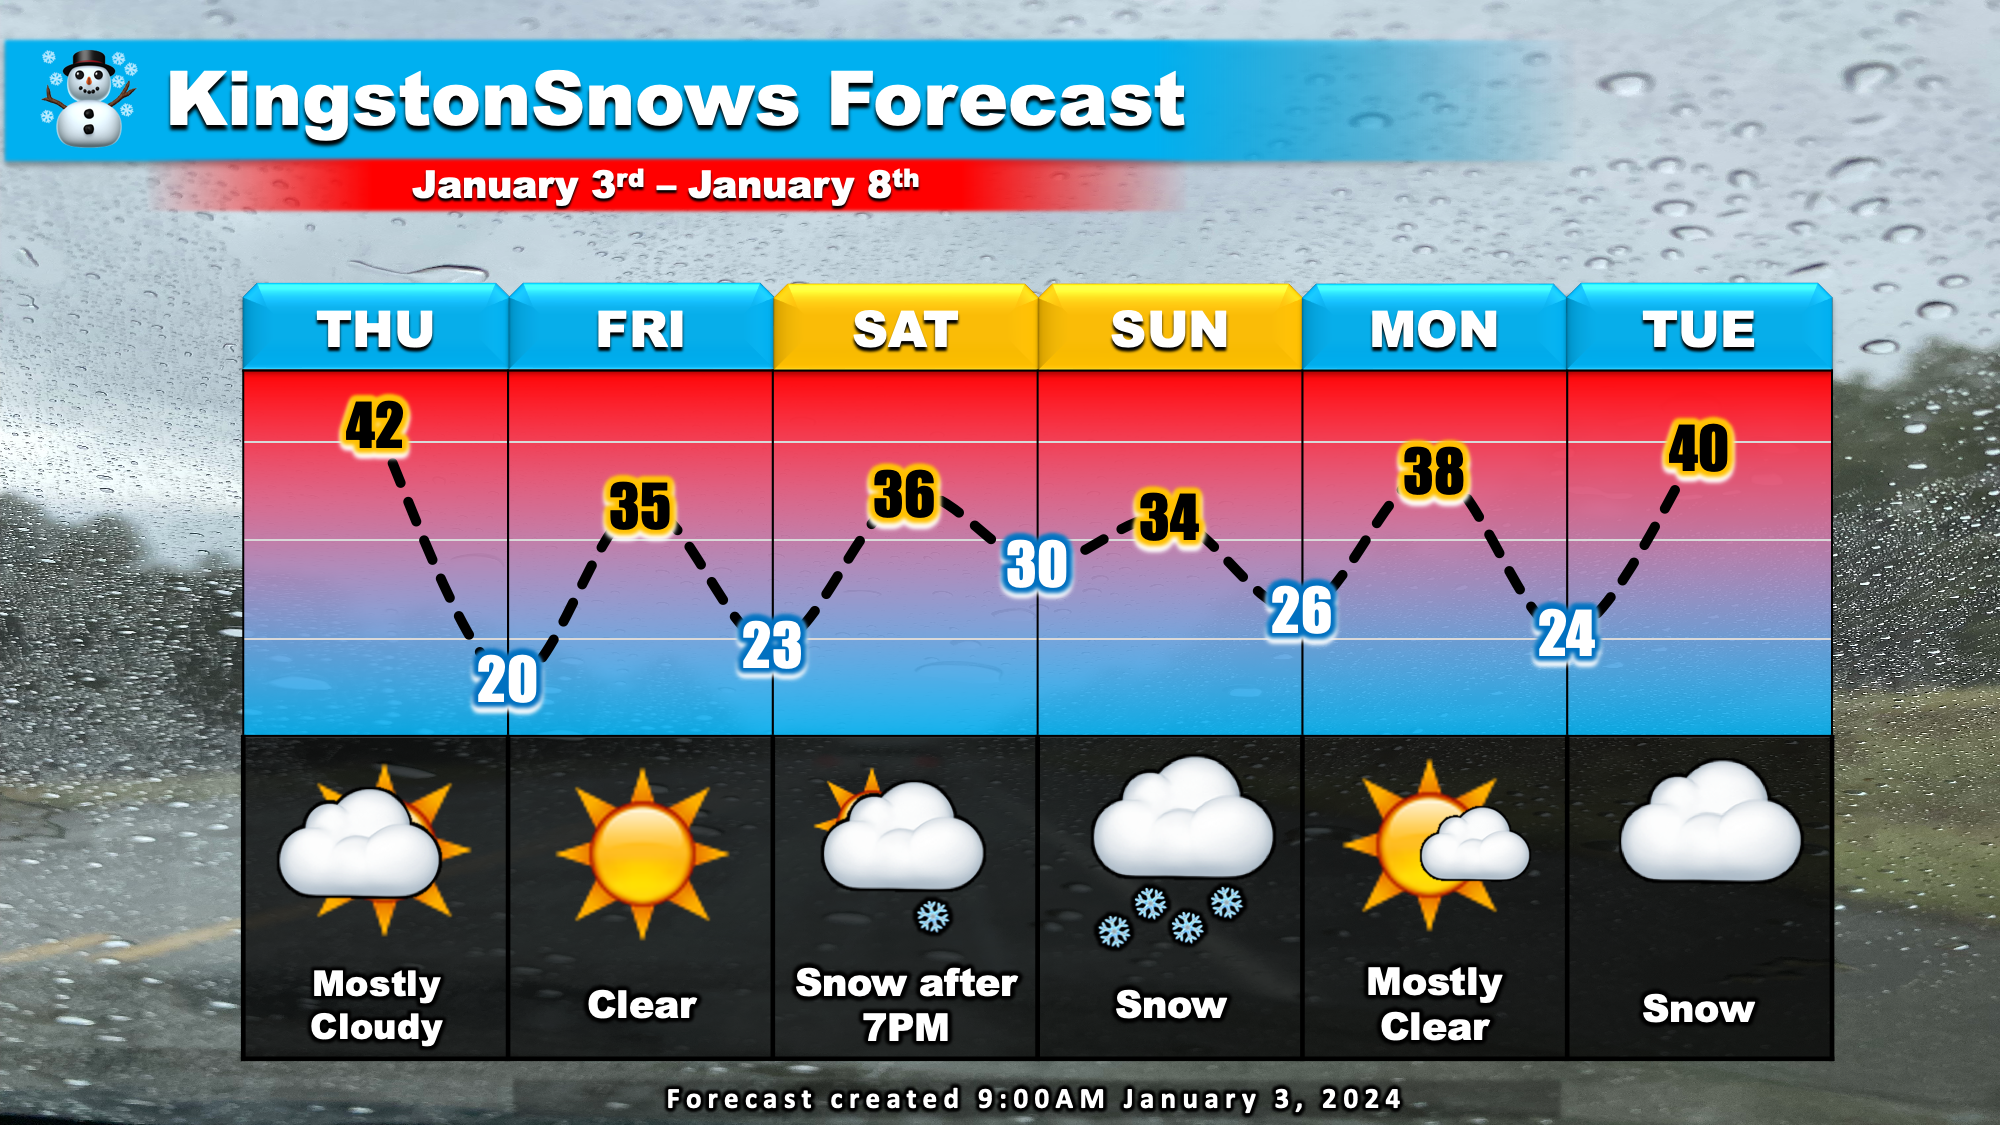 KingstonSnows Forecast
January 3rd – January 8th
THU FRI SAT SUN MON TUE
42
35
36
34
38
40
20
23
30
26
24
Mostly
Cloudy
Clear
Snow after
7PM
Snow
Mostly
Clear
Snow
Forecast created 9:00AM January 3, 2024